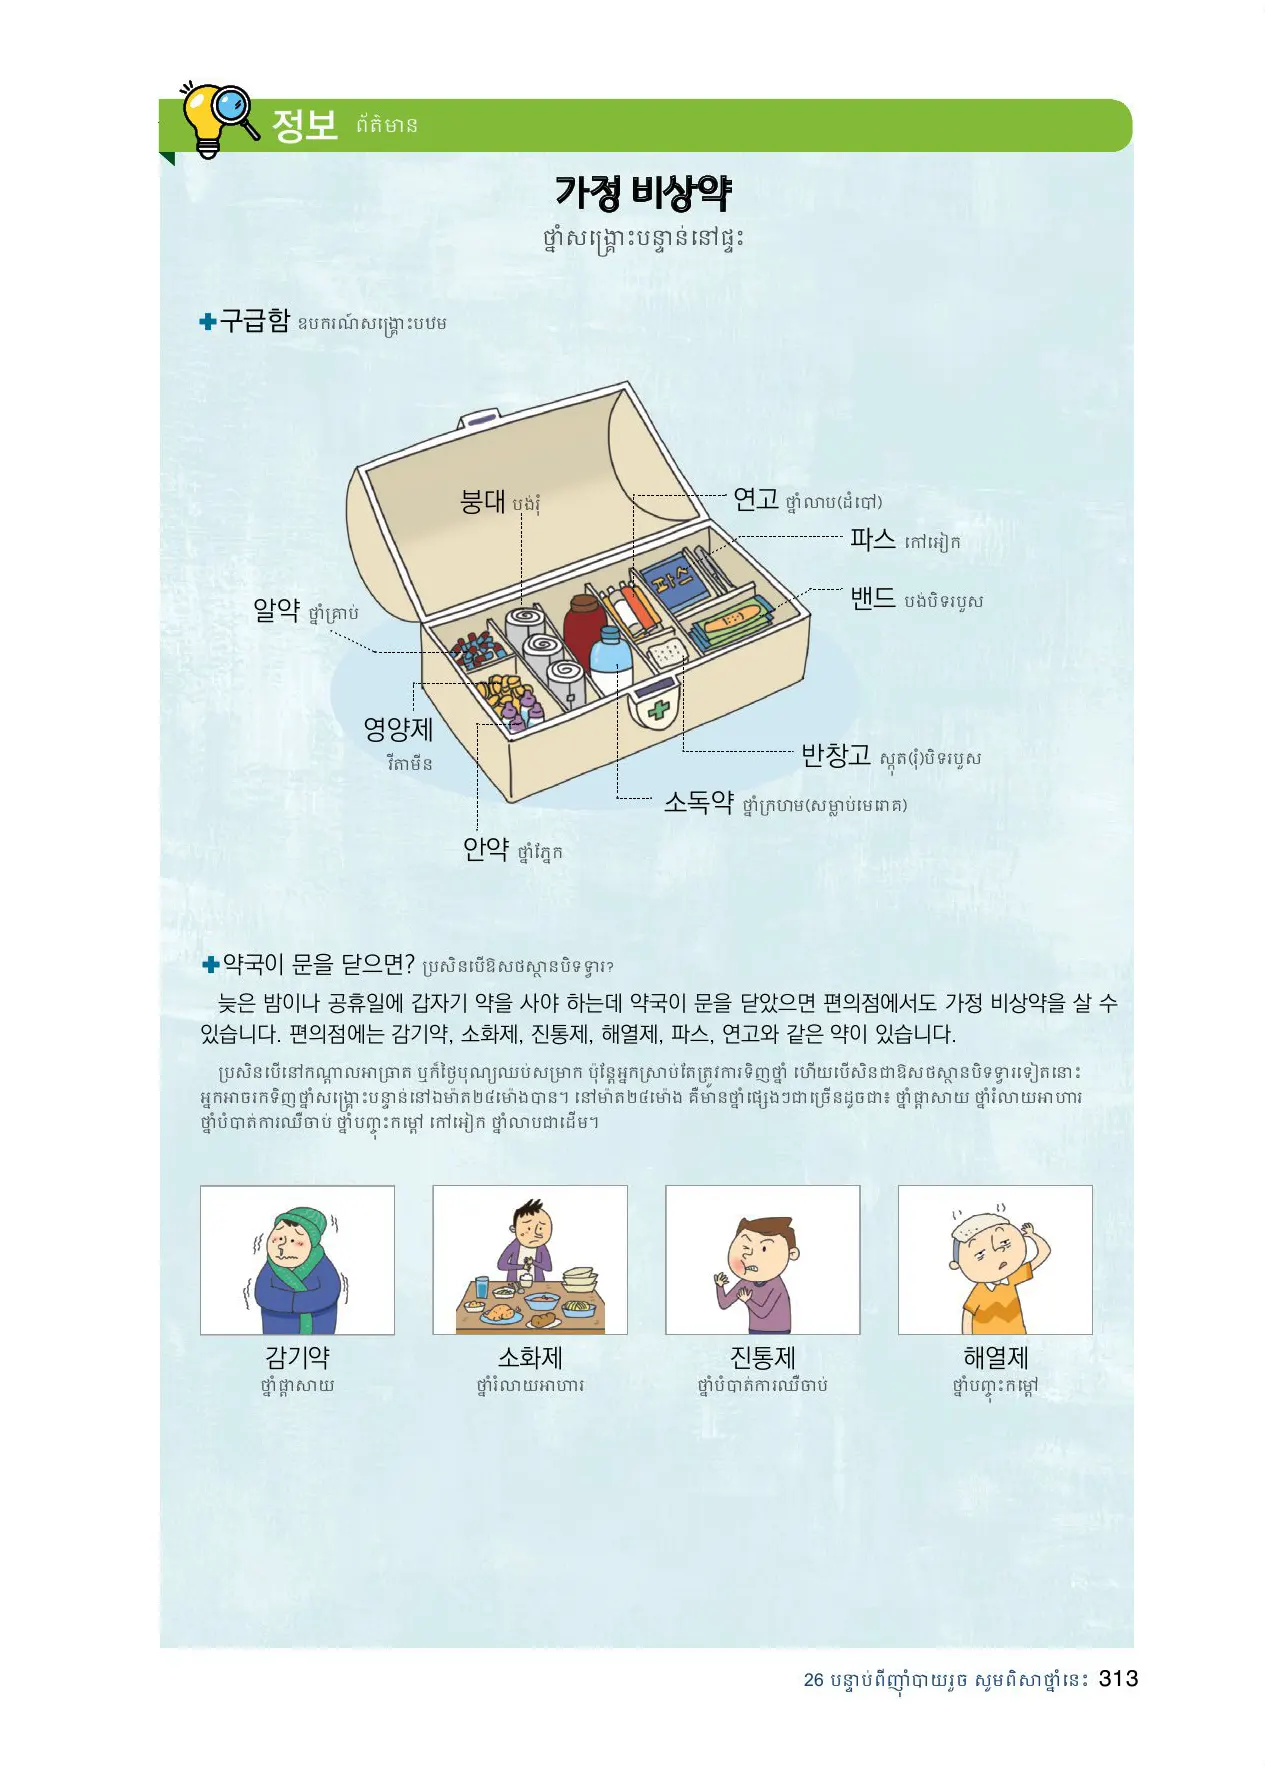 정보 ព័ត៌មាន
가정 비상약
ថ្នាំសង្គ្រោះបន្ទាន់នៅផ្ទះ
구급함 ឧបករណ៍សង្គ្រោះបឋម
붕대 បង់រុំ
연고 ថ្នាំលាប(ដំបៅ)
파스 កៅអៀក
파스
밴드 បង់បិទរបួស
알약 ថ្នាំគ្រាប់
영양제
វីតាមីន
반창고 ស្កុត(រុំ)បិទរបួស
소독약 ថ្នាំក្រហម(សម្លាប់មេរោគ)
안약 ថ្នាំភ្នែក
약국이 문을 닫으면? ប្រសិនបើឱសថស្ថានបិទទ្វារ?
늦은 밤이나 공휴일에 갑자기 약을 사야 하는데 약국이 문을 닫았으면 편의점에서도 가정 비상약을 살 수
있습니다. 편의점에는 감기약, 소화제, 진통제, 해열제, 파스, 연고와 같은 약이 있습니다.
ប្រសិនបើនៅកណ្តាលអាធ្រាត ឬក៏ថ្ងៃបុណ្យឈប់សម្រាក ប៉ុន្តែអ្នកស្រាប់តែត្រូវការទិញថ្នាំ ហើយបើសិនជាឱសថស្ថានបិទទ្វារទៀតនោះ
អ្នកអាចរកទិញថ្នាំសង្គ្រោះបន្ទាន់នៅឯម៉ាត២៤ម៉ោងបាន។ នៅម៉ាត២៤ម៉ោង គឺមានថ្នាំផ្សេងៗជាច្រើនដូចជា៖ ថ្នាំផ្តាសាយ ថ្នាំរំលាយអាហារ
ថ្នាំបំបាត់ការឈឺចាប់ ថ្នាំបញ្ចុះកម្តៅ កៅអៀក ថ្នាំលាបជាដើម។
감기약 소화제 진통제 해열제
ថ្នាំផ្តាសាយ ថ្នាំរំលាយអាហារ ថ្នាំបំបាត់ការឈឺចាប់ ថ្នាំបញ្ចុះកម្តៅ
26 បន្ទាប់ពីញ៉ាំបាយរួច សូមពិសាថ្នាំនេះ 313